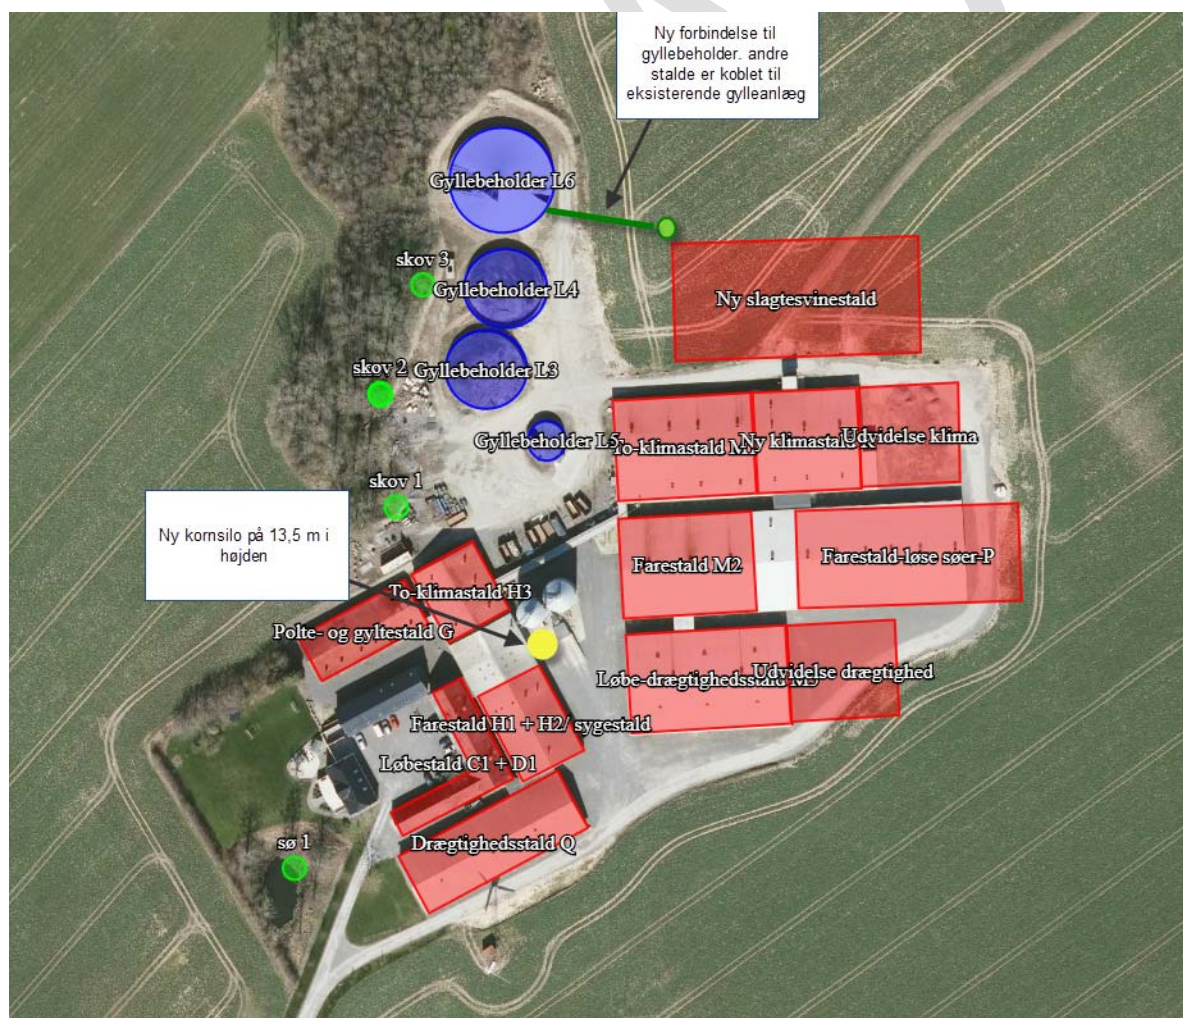 Ny forbindelse til
gyllebeholder. andre
stalde er koblet til
eksisterende gylleanlæg
Gyllebeholder L6
skov 3
Gyllebeholder L4
Ny slagtesvinestald
skov 2
Gyllebeholder L3
Gyllebeholder L5
To-klimastald
Ny klimastald
Udvidelse klima
skov 1
Ny kornsilo på 13,5 m i
højden
Farestald M2
Farestald-løse søer-P
To-klimastald H3
Polte- og gyltestald G
Løbe-drægtighedsstald M3
Udvidelse drægtighed
Farestald H1 + H2/ sygestald
Løbestald C1 + D1
Drægtighedsstald Q
sø 1